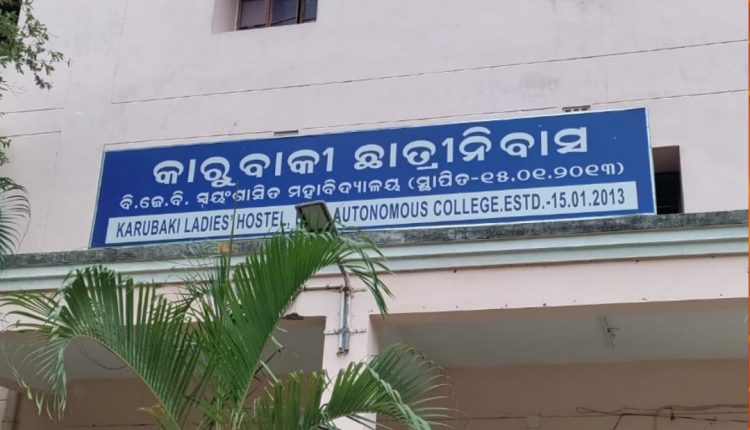 କାରୁବାକୀ ଛାତ୍ରୀନିବାସ
ବି.ଜେ.ବି. ସ୍ୱୟଂଶାସିତ ମହାବିଦ୍ୟାଳୟ (ସ୍ଥାପିତ-୧୫.୦୧.୨୦୧୩)
KARUBAKI LADIES' HOSTEL, AUTONOMOUS COLLEGE.ESTD.-15.01.2013